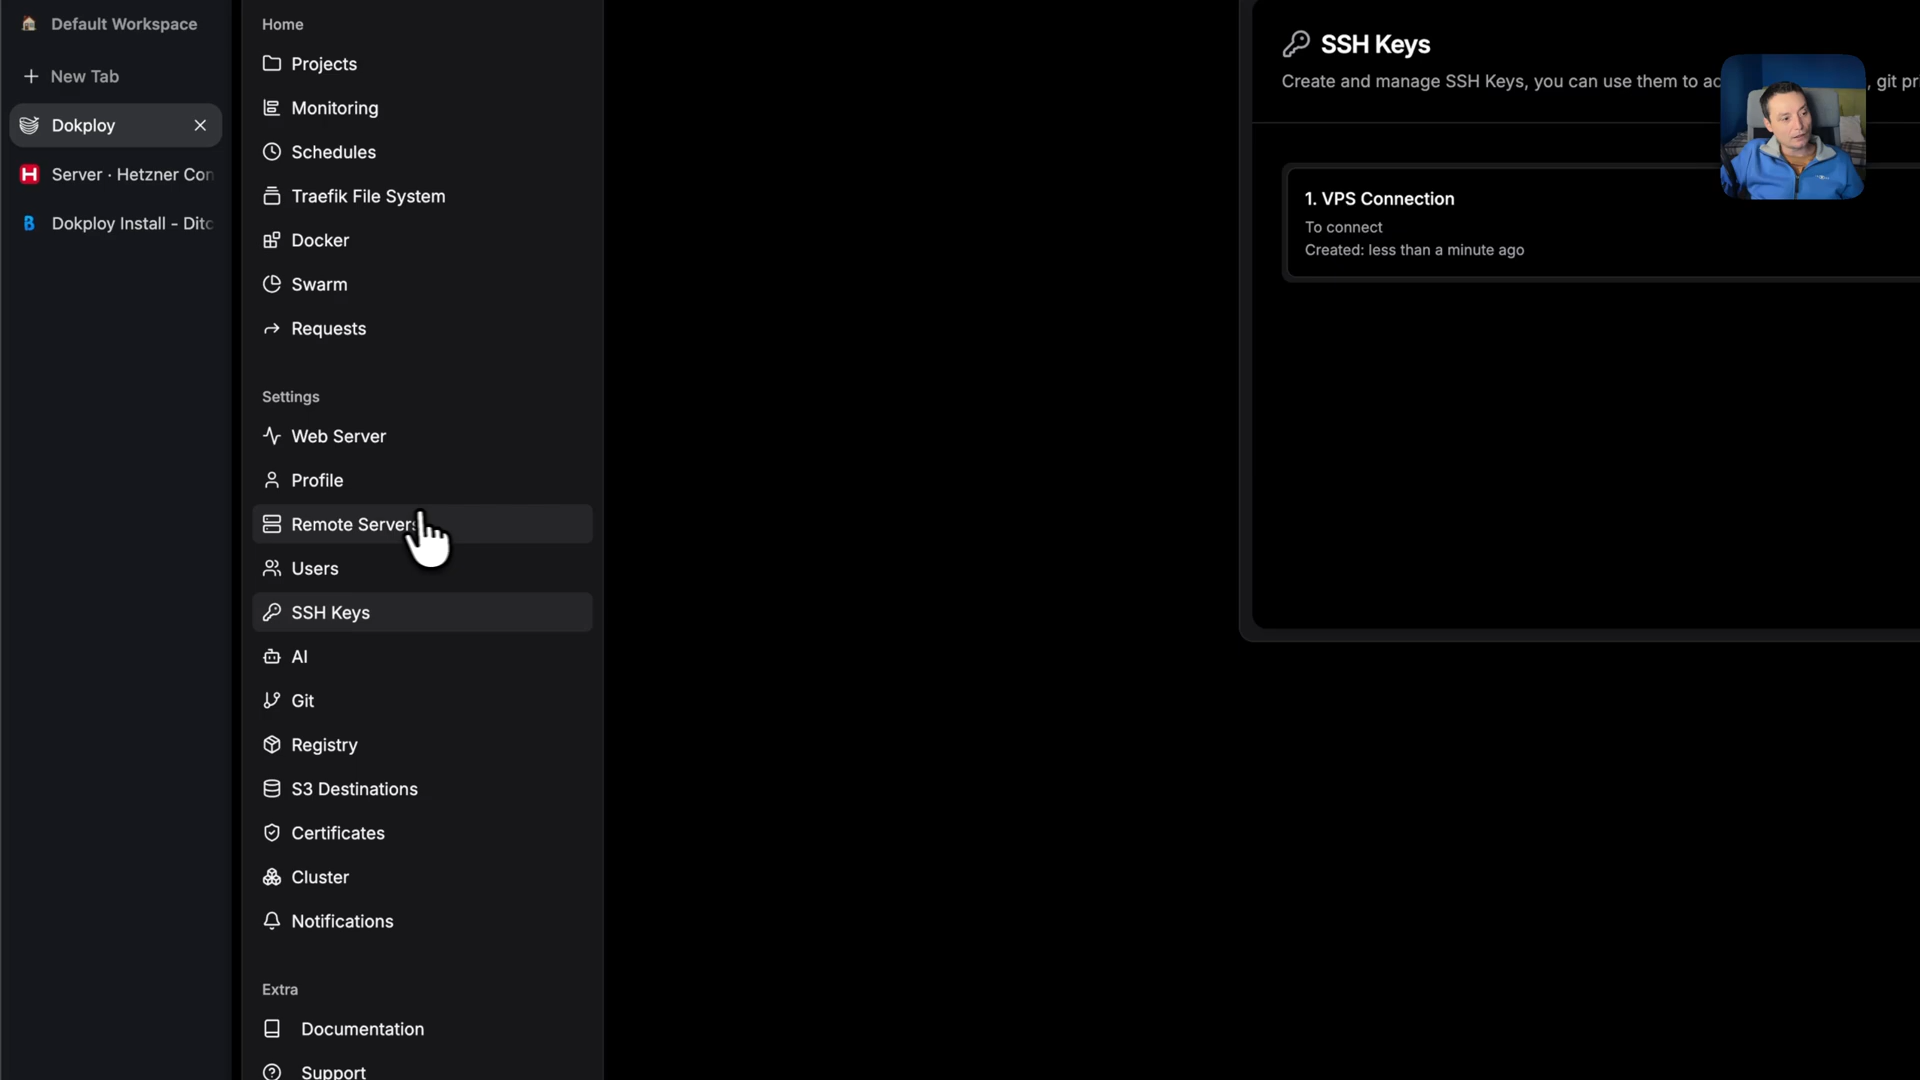 Default Workspace
New Tab
Dokploy
Server · Hetzner Con
Dokploy Install - Ditc
Home
Projects
Monitoring
Schedules
Traefik File System
Docker
Swarm
Requests
Settings
Web Server
Profile
Remote Servers
Users
SSH Keys
AI
Git
Registry
S3 Destinations
Certificates
Cluster
Notifications
Extra
Documentation
Support
SSH Keys
Create and manage SSH Keys, you can use them to ac , git pr
1. VPS Connection
To connect
Created: less than a minute ago